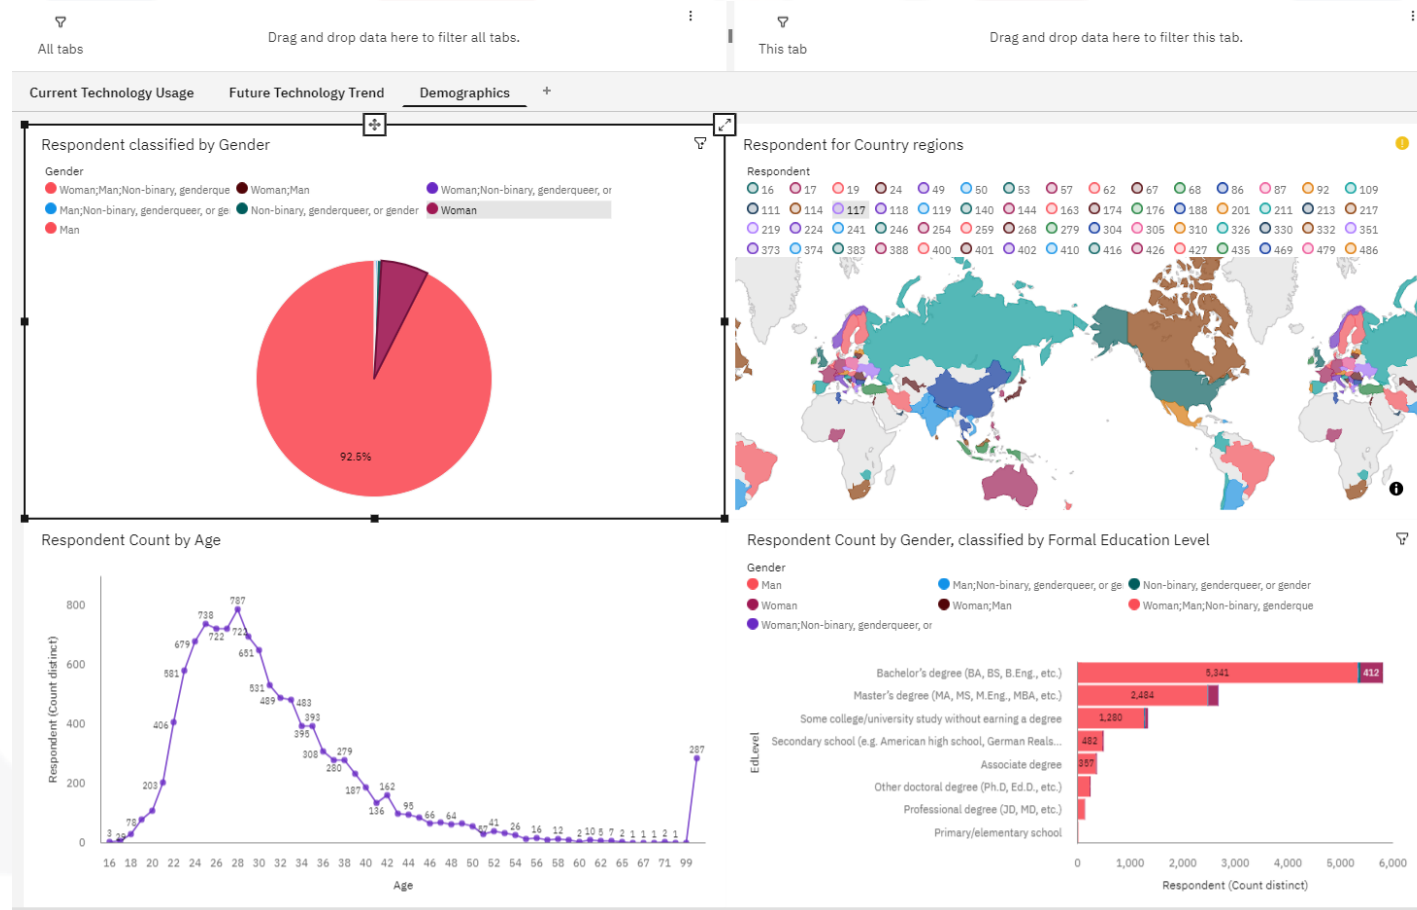 All tabs
Drag and drop data here to filter all tabs.
This tab
Drag and drop data here to filter this tab.
Current Technology Usage
Future Technology Trend
Demographics
+
Respondent classified by Gender
Gender
Woman;Man;Non-binary, genderque
Woman;Man
Woman;Non-binary, genderqueer, or
Man;Non-binary, genderqueer, or ge
Non-binary, genderqueer, or gender
Woman
Man
92.5%
Respondent for Country regions
Respondent
16 17 19 24 49 50 53 57 62 67 68 86 87 92 109
111 114 117 118 119 140 144 163 174 176 188 201 211 213 217
219 224 241 246 254 259 268 279 304 305 310 326 330 332 351
373 374 383 388 400 401 402 410 416 426 427 435 469 479 486
Respondent Count by Age
Respondent (Count distinct)
800
600
400
200
0
3 78 203 406 581 679 738 722 787 722 651 531 489 483 395 393 308 280 279 187 136 162 95 66 64 57 41 26 16 12 2 10 5 7 2 1 1 1 2 1 287
16 18 20 22 24 26 28 30 32 34 36 38 40 42 44 46 48 50 52 54 56 58 60 62 65 67 71 99
Age
Respondent Count by Gender, classified by Formal Education Level
Gender
Man
Man;Non-binary, genderqueer, or ge
Non-binary, genderqueer, or gender
Woman
Woman;Man
Woman;Man;Non-binary, genderque
Woman;Non-binary, genderqueer, or
EdLevel
Bachelor's degree (BA, BS, B.Eng., etc.) 5,341 412
Master's degree (MA, MS, M.Eng., MBA, etc.) 2,484
Some college/university study without earning a degree 1,280
Secondary school (e.g. American high school, German Reals... 482
Associate degree 357
Other doctoral degree (Ph.D, Ed.D., etc.)
Professional degree (JD, MD, etc.)
Primary/elementary school
0 1,000 2,000 3,000 4,000 5,000 6,000
Respondent (Count distinct)